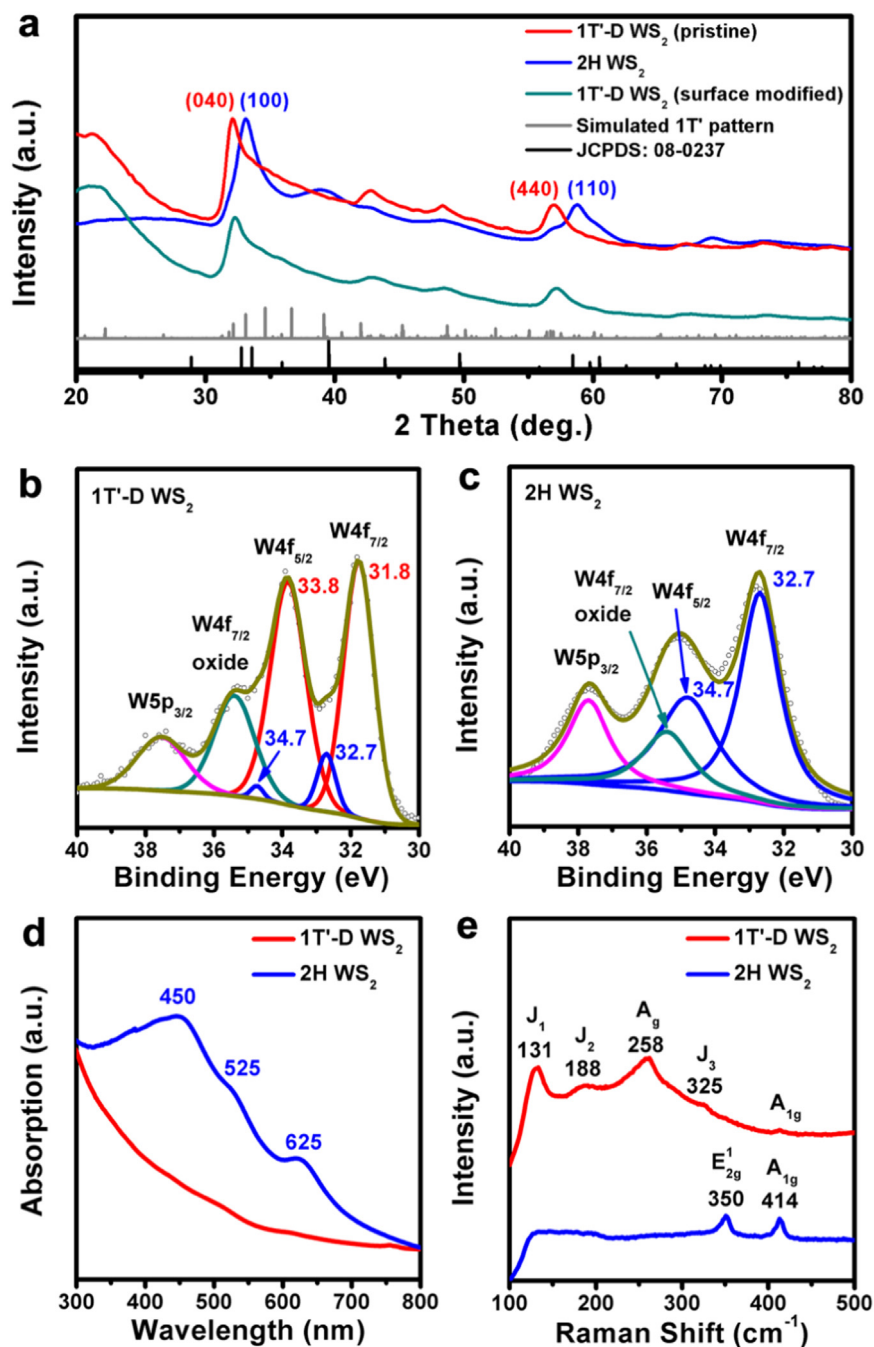 a
1T'-D WS2 (pristine)
2H WS2
1T'-D WS2 (surface modified)
Simulated 1T' pattern
JCPDS: 08-0237
(040) (100)
(440) (110)
Intensity (a.u.)
20 30 40 50 60 70 80
2 Theta (deg.)
b
1T'-D WS2
W4f7/2
W4f5/2
31.8
33.8
W4f7/2
oxide
W5p3/2
34.7
32.7
Intensity (a.u.)
40 38 36 34 32 30
Binding Energy (eV)
c
2H WS2
W4f7/2
32.7
W4f7/2
oxide
W4f5/2
W5p3/2
34.7
Intensity (a.u.)
40 38 36 34 32 30
Binding Energy (eV)
d
1T'-D WS2
2H WS2
450
525
625
Absorption (a.u.)
300 400 500 600 700 800
Wavelength (nm)
e
1T'-D WS2
2H WS2
J1
131
J2
188
Ag
258
J3
325
A1g
E12g
350
A1g
414
Intensity (a.u.)
100 200 300 400 500
Raman Shift (cm-1)